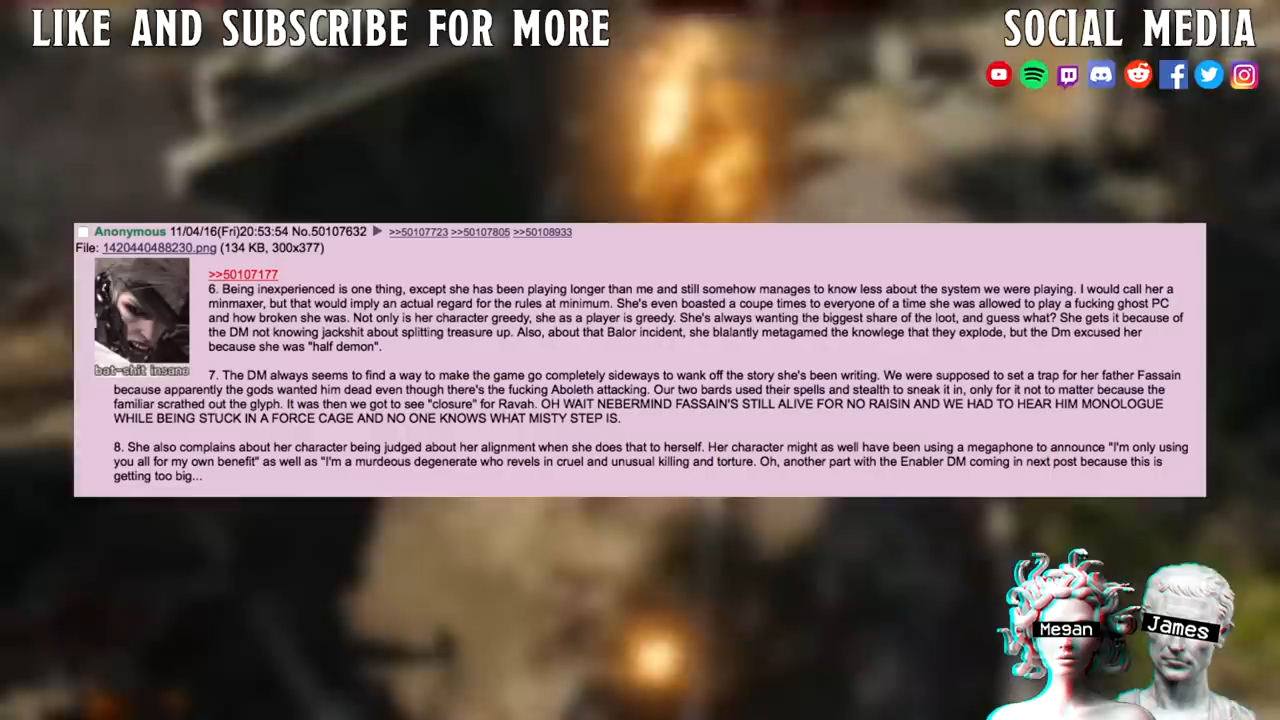 LIKE AND SUBSCRIBE FOR MORE
SOCIAL MEDIA
Anonymous 11/04/16(Fri)20:53:54 No.50107632 ▶ >>50107723 >>50107805 >>50108933
File: 1420440488230.png (134 KB, 300x377)
bat-shit insane
>>50107177
6. Being inexperienced is one thing, except she has been playing longer than me and still somehow manages to know less about the system we were playing. I would call her a
minmaxer, but that would imply an actual regard for the rules at minimum. She's even boasted a coupe times to everyone of a time she was allowed to play a fucking ghost PC
and how broken she was. Not only is her character greedy, she as a player is greedy. She's always wanting the biggest share of the loot, and guess what? She gets it because of
the DM not knowing jackshit about splitting treasure up. Also, about that Balor incident, she blalantly metagamed the knowlege that they explode, but the Dm excused her
because she was "half demon".
7. The DM always seems to find a way to make the game go completely sideways to wank off the story she's been writing. We were supposed to set a trap for her father Fassain
because apparently the gods wanted him dead even though there's the fucking Aboleth attacking. Our two bards used their spells and stealth to sneak it in, only for it not to matter because the
familiar scrathed out the glyph. It was then we got to see "closure" for Ravah. OH WAIT NEBERMIND FASSAIN'S STILL ALIVE FOR NO RAISIN AND WE HAD TO HEAR HIM MONOLOGUE
WHILE BEING STUCK IN A FORCE CAGE AND NO ONE KNOWS WHAT MISTY STEP IS.
8. She also complains about her character being judged about her alignment when she does that to herself. Her character might as well have been using a megaphone to announce "I'm only using
you all for my own benefit" as well as "I'm a murdeous degenerate who revels in cruel and unusual killing and torture. Oh, another part with the Enabler DM coming in next post because this is
getting too big...
Megan
James